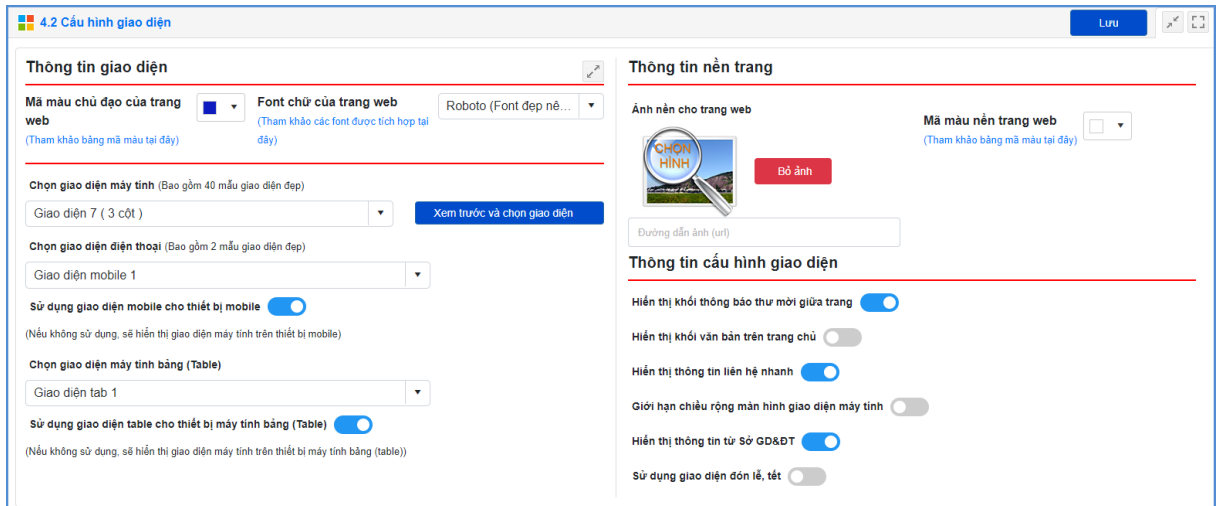 4.2 Cấu hình giao diện
Lưu
Thông tin giao diện
Mã màu chủ đạo của trang
web
(Tham khảo bảng mã màu tại đây)
Font chữ của trang web
(Tham khảo các font được tích hợp tại
đây)
Roboto (Font đẹp nê...
Chọn giao diện máy tính (Bao gồm 40 mẫu giao diện đẹp)
Giao diện 7 ( 3 cột )
Xem trước và chọn giao diện
Chọn giao diện điện thoại (Bao gồm 2 mẫu giao diện đẹp)
Giao diện mobile 1
Sử dụng giao diện mobile cho thiết bị mobile
(Nếu không sử dụng, sẽ hiển thị giao diện máy tính trên thiết bị mobile)
Chọn giao diện máy tính bảng (Table)
Giao diện tab 1
Sử dụng giao diện table cho thiết bị máy tính bảng (Table)
(Nếu không sử dụng, sẽ hiển thị giao diện máy tính trên thiết bị máy tính bảng (table))
Thông tin nền trang
Ảnh nền cho trang web
CHỌN
HÌNH
Bỏ ảnh
Mã màu nền trang web
(Tham khảo bảng mã màu tại đây)
Đường dẫn ảnh (url)
Thông tin cấu hình giao diện
Hiển thị khối thông báo thư mời giữa trang
Hiển thị khối văn bản trên trang chủ
Hiển thị thông tin liên hệ nhanh
Giới hạn chiều rộng màn hình giao diện máy tính
Hiển thị thông tin từ Sở GD&ĐT
Sử dụng giao diện đón lễ, tết